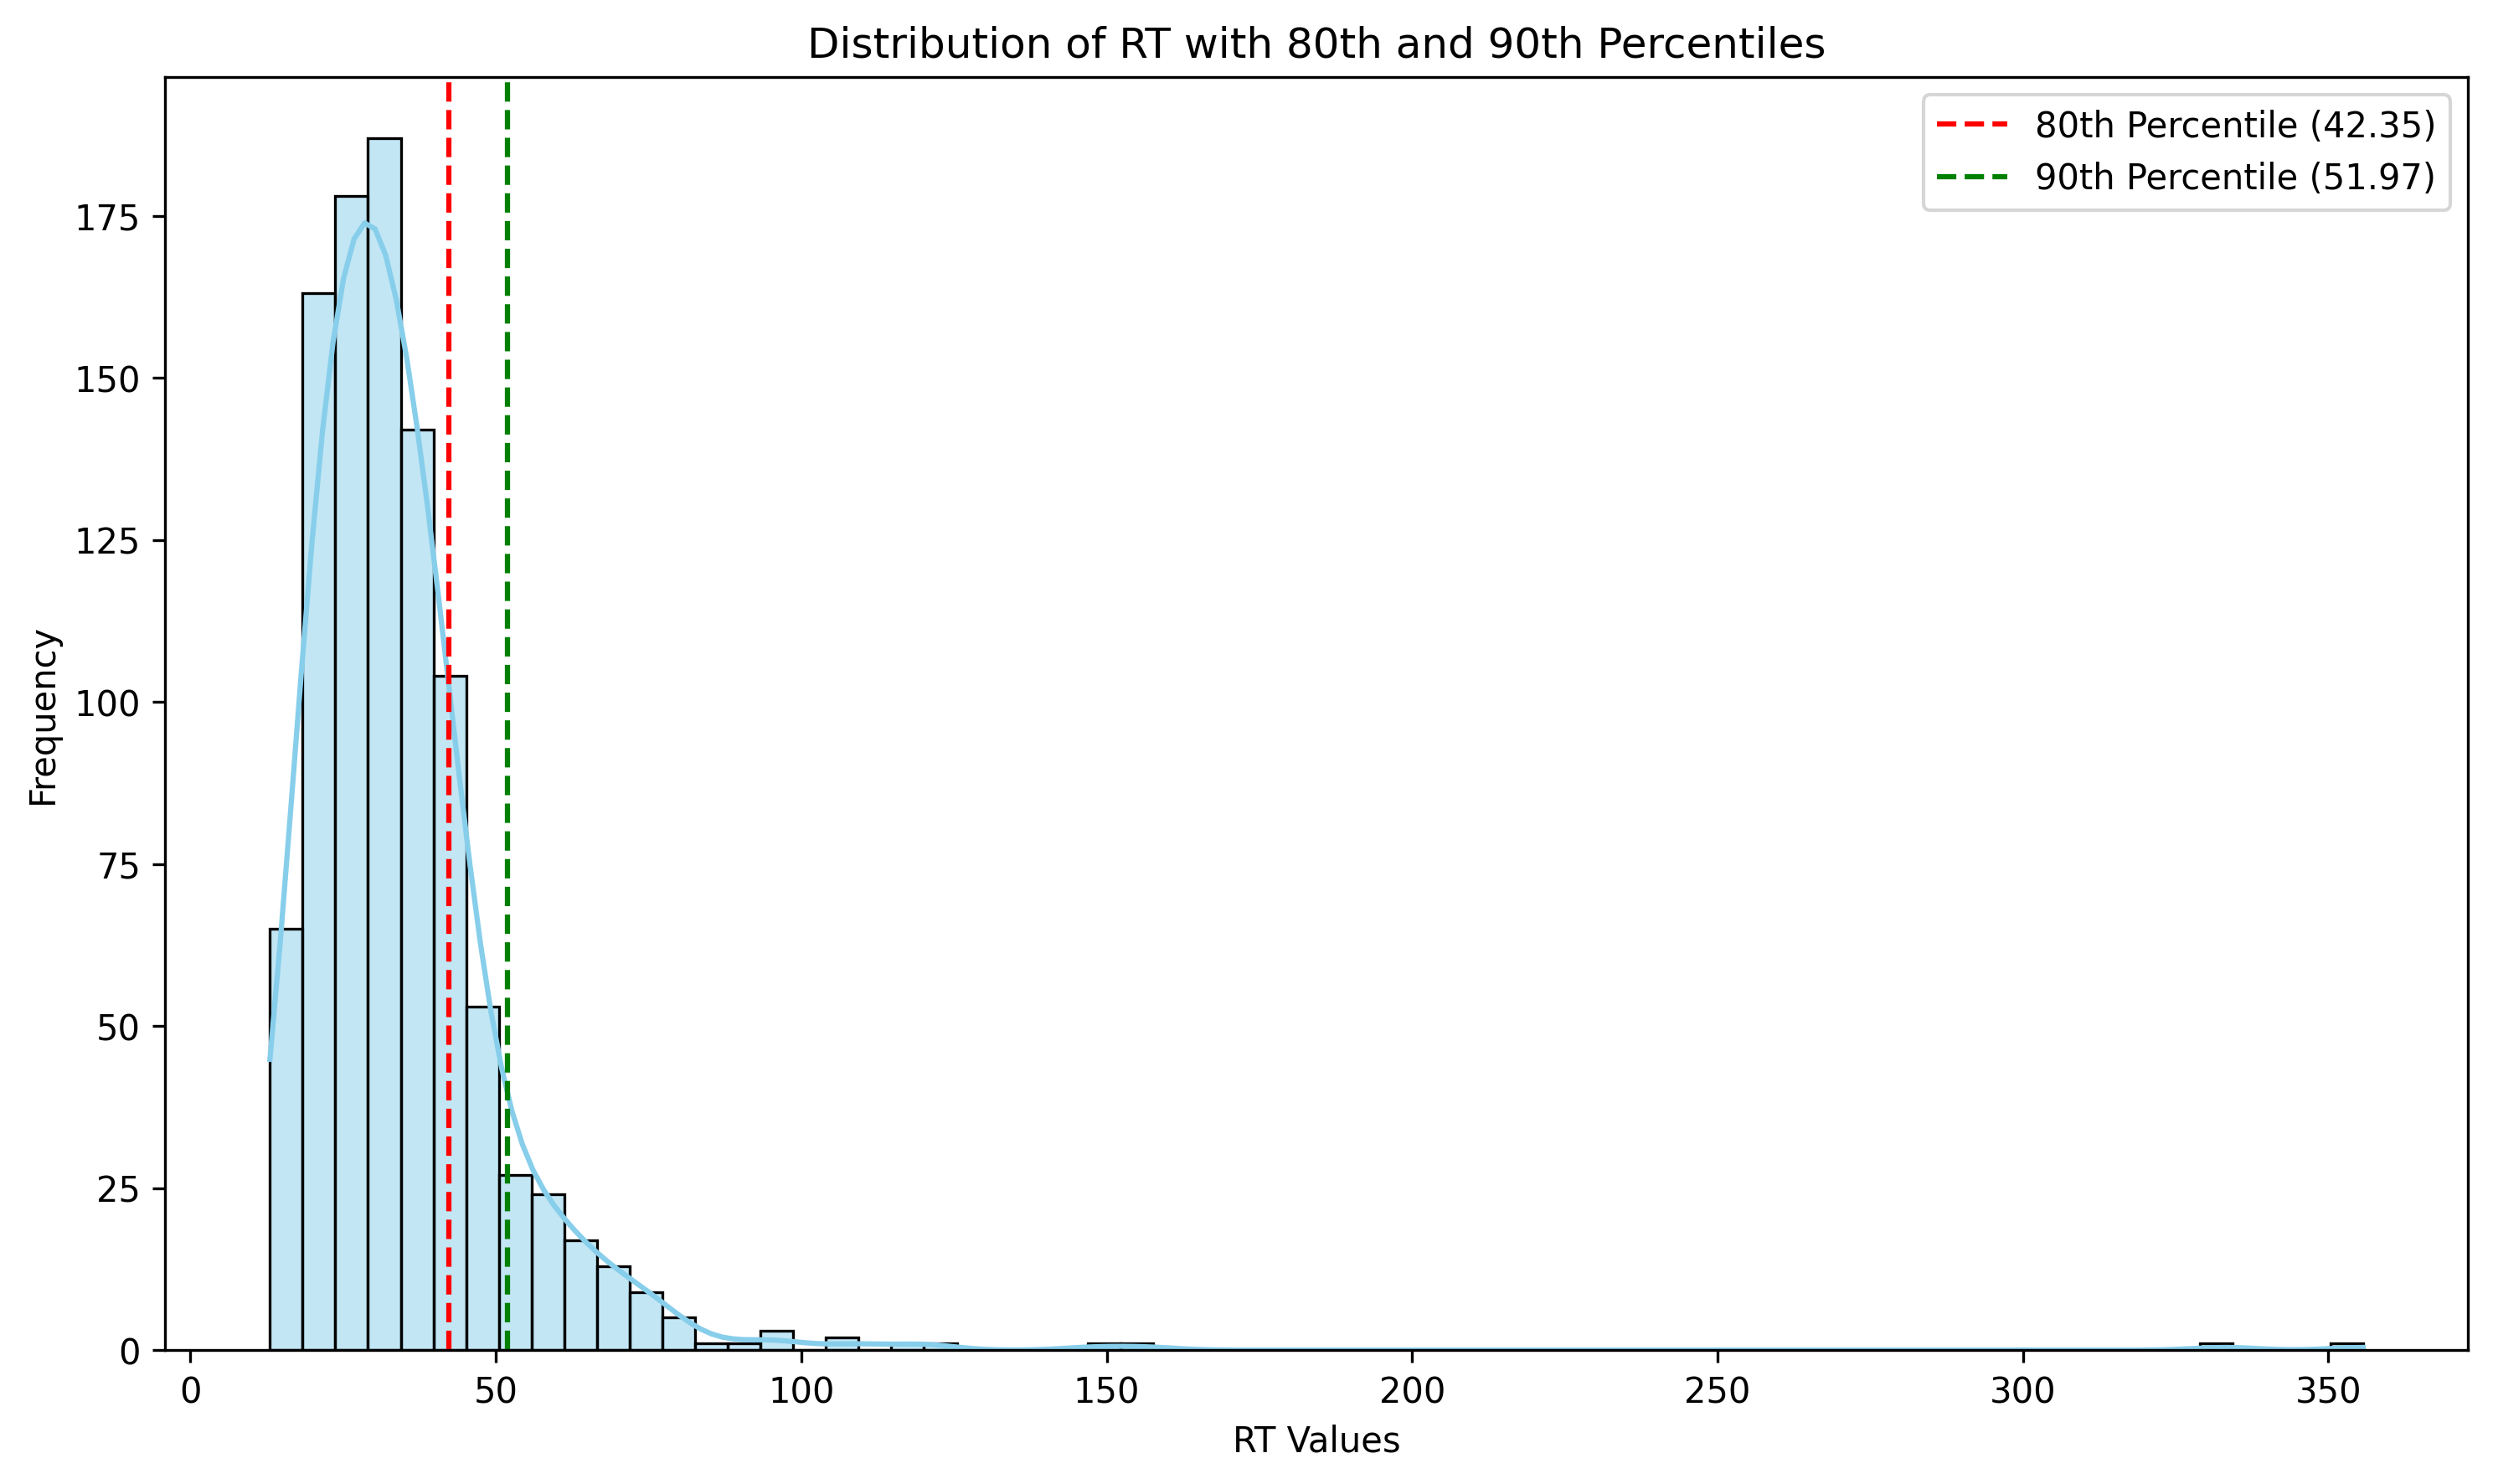 Distribution of RT with 80th and 90th Percentiles
80th Percentile (42.35)
90th Percentile (51.97)
175
150
125
100
75
50
25
0
Frequency
0 50 100 150 200 250 300 350
RT Values